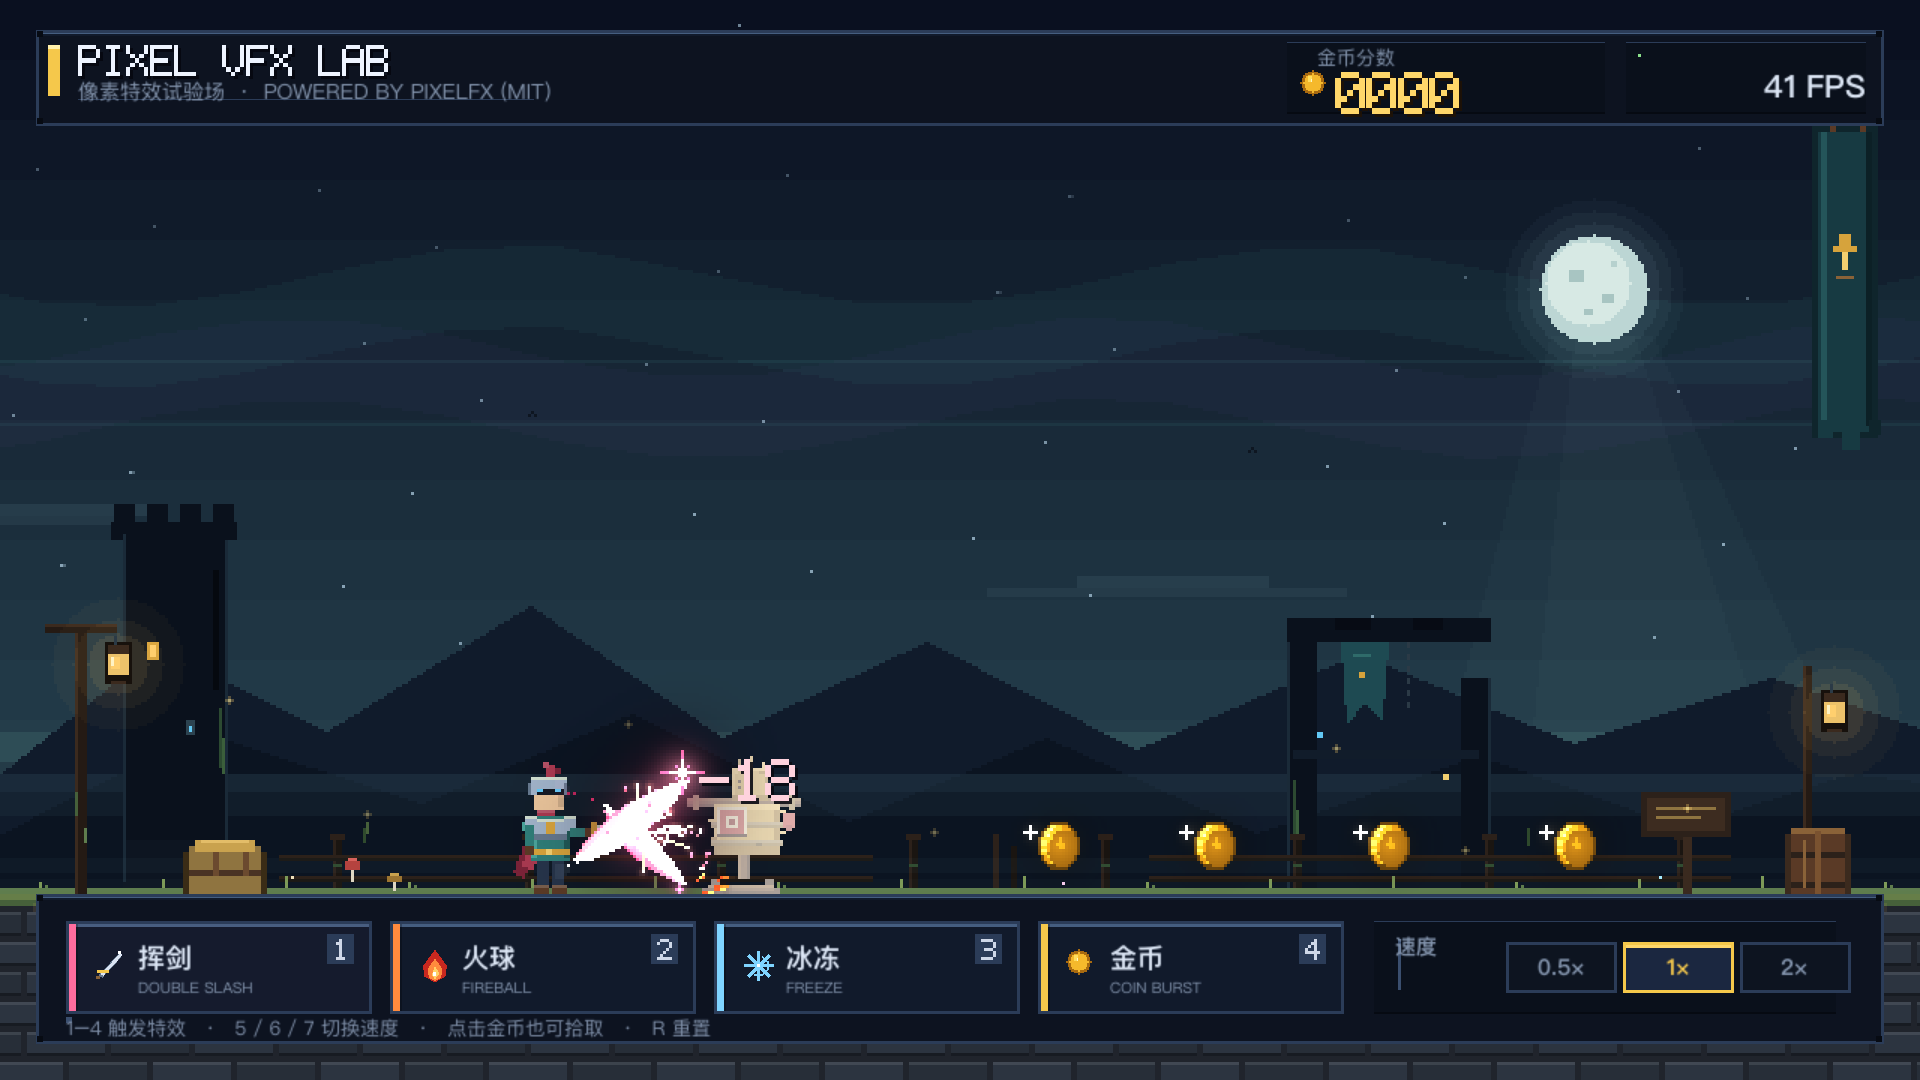 PIXEL VFX LAB
像素特效试验场 · POWERED BY PIXELFX (MIT)
金币分数
0000
41 FPS
-18
挥剑
1
DOUBLE SLASH
火球
2
FIREBALL
冰冻
3
FREEZE
金币
4
COIN BURST
速度
0.5×
1×
2×
1—4 触发特效 · 5 / 6 / 7 切换速度 · 点击金币也可拾取 · R 重置